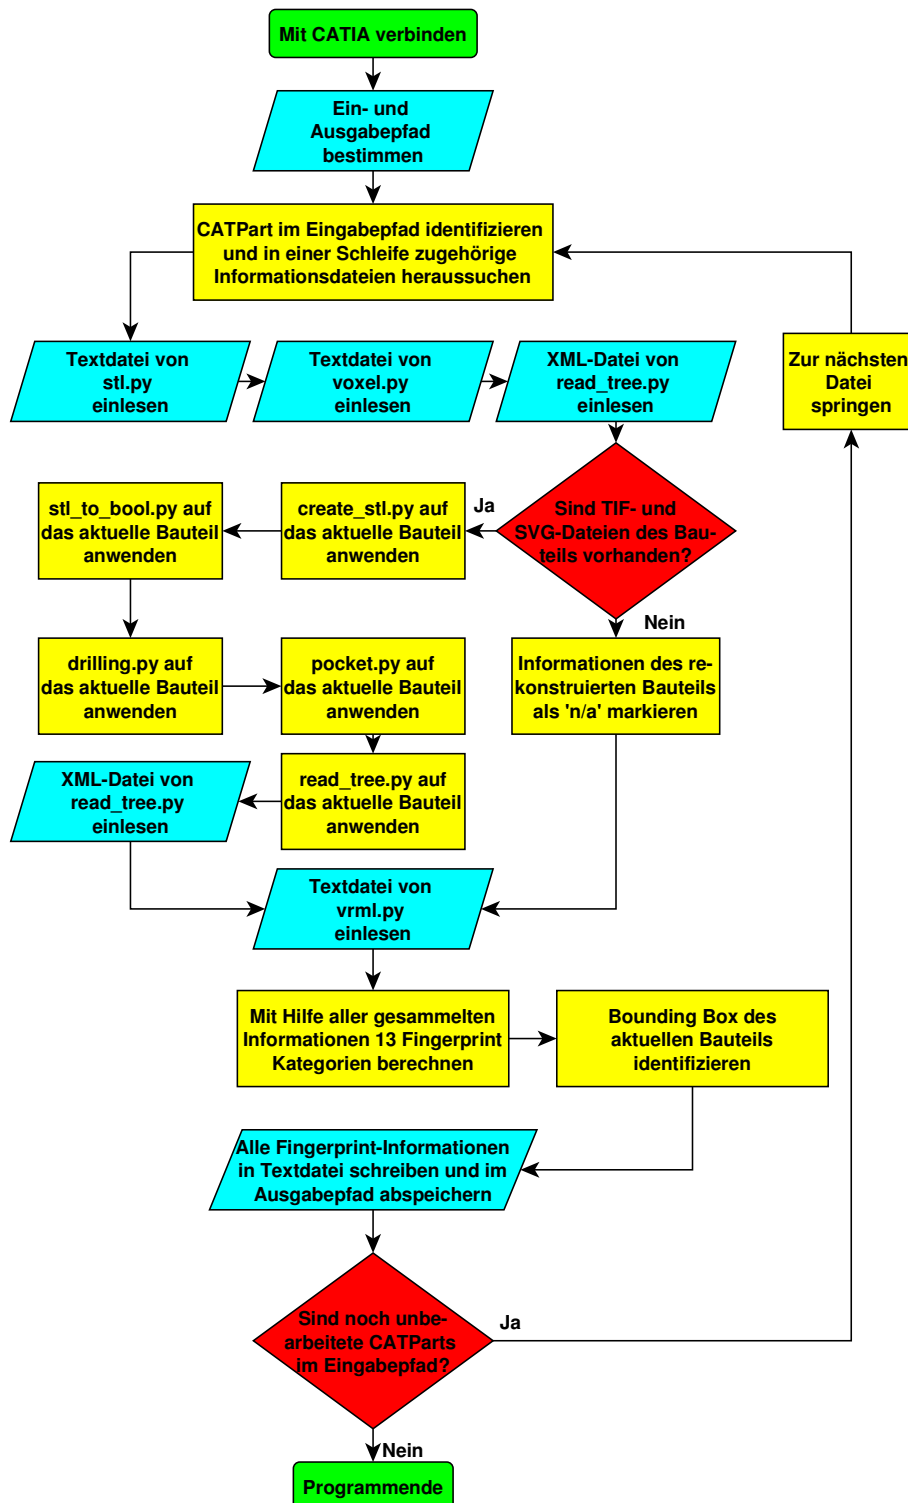 Mit CATIA verbinden
Ein- und
Ausgabepfad
bestimmen
CATPart im Eingabepfad identifizieren
und in einer Schleife zugehörige
Informationsdateien heraussuchen
Textdatei von
stl.py
einlesen
Textdatei von
voxel.py
einlesen
XML-Datei von
read_tree.py
einlesen
Zur nächsten
Datei
springen
Sind TIF- und
SVG-Dateien des Bau-
teils vorhanden?
Ja
create_stl.py auf
das aktuelle Bauteil
anwenden
stl_to_bool.py auf
das aktuelle Bauteil
anwenden
Nein
drilling.py auf
das aktuelle Bauteil
anwenden
pocket.py auf
das aktuelle Bauteil
anwenden
Informationen des re-
konstruierten Bauteils
als 'n/a' markieren
read_tree.py auf
das aktuelle Bauteil
anwenden
XML-Datei von
read_tree.py
einlesen
Textdatei von
vrml.py
einlesen
Mit Hilfe aller gesammelten
Informationen 13 Fingerprint
Kategorien berechnen
Bounding Box des
aktuellen Bauteils
identifizieren
Alle Fingerprint-Informationen
in Textdatei schreiben und im
Ausgabepfad abspeichern
Sind noch unbe-
arbeitete CATParts
im Eingabepfad?
Ja
Nein
Programmende